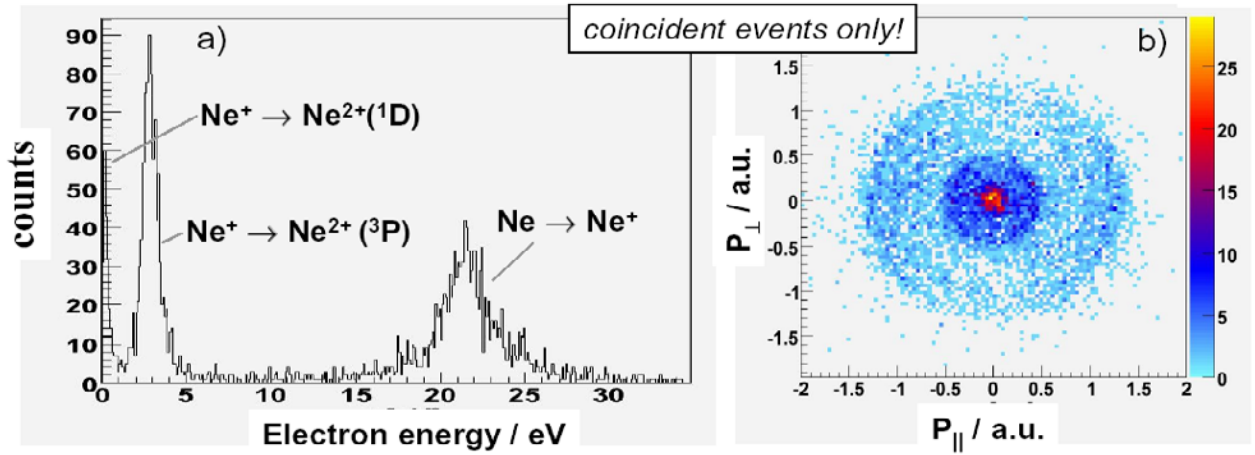 coincident events only!
a)
Ne⁺ → Ne²⁺(¹D)
Ne⁺ → Ne²⁺ (³P)
Ne → Ne⁺
counts
90
80
70
60
50
40
30
20
10
0
0 5 10 15 20 25 30
Electron energy / eV
b)
P⊥ / a.u.
1.5
1
0.5
0
-0.5
-1
-1.5
-2 -1.5 -1 -0.5 0 0.5 1 1.5 2
P|| / a.u.
25
20
15
10
5
0